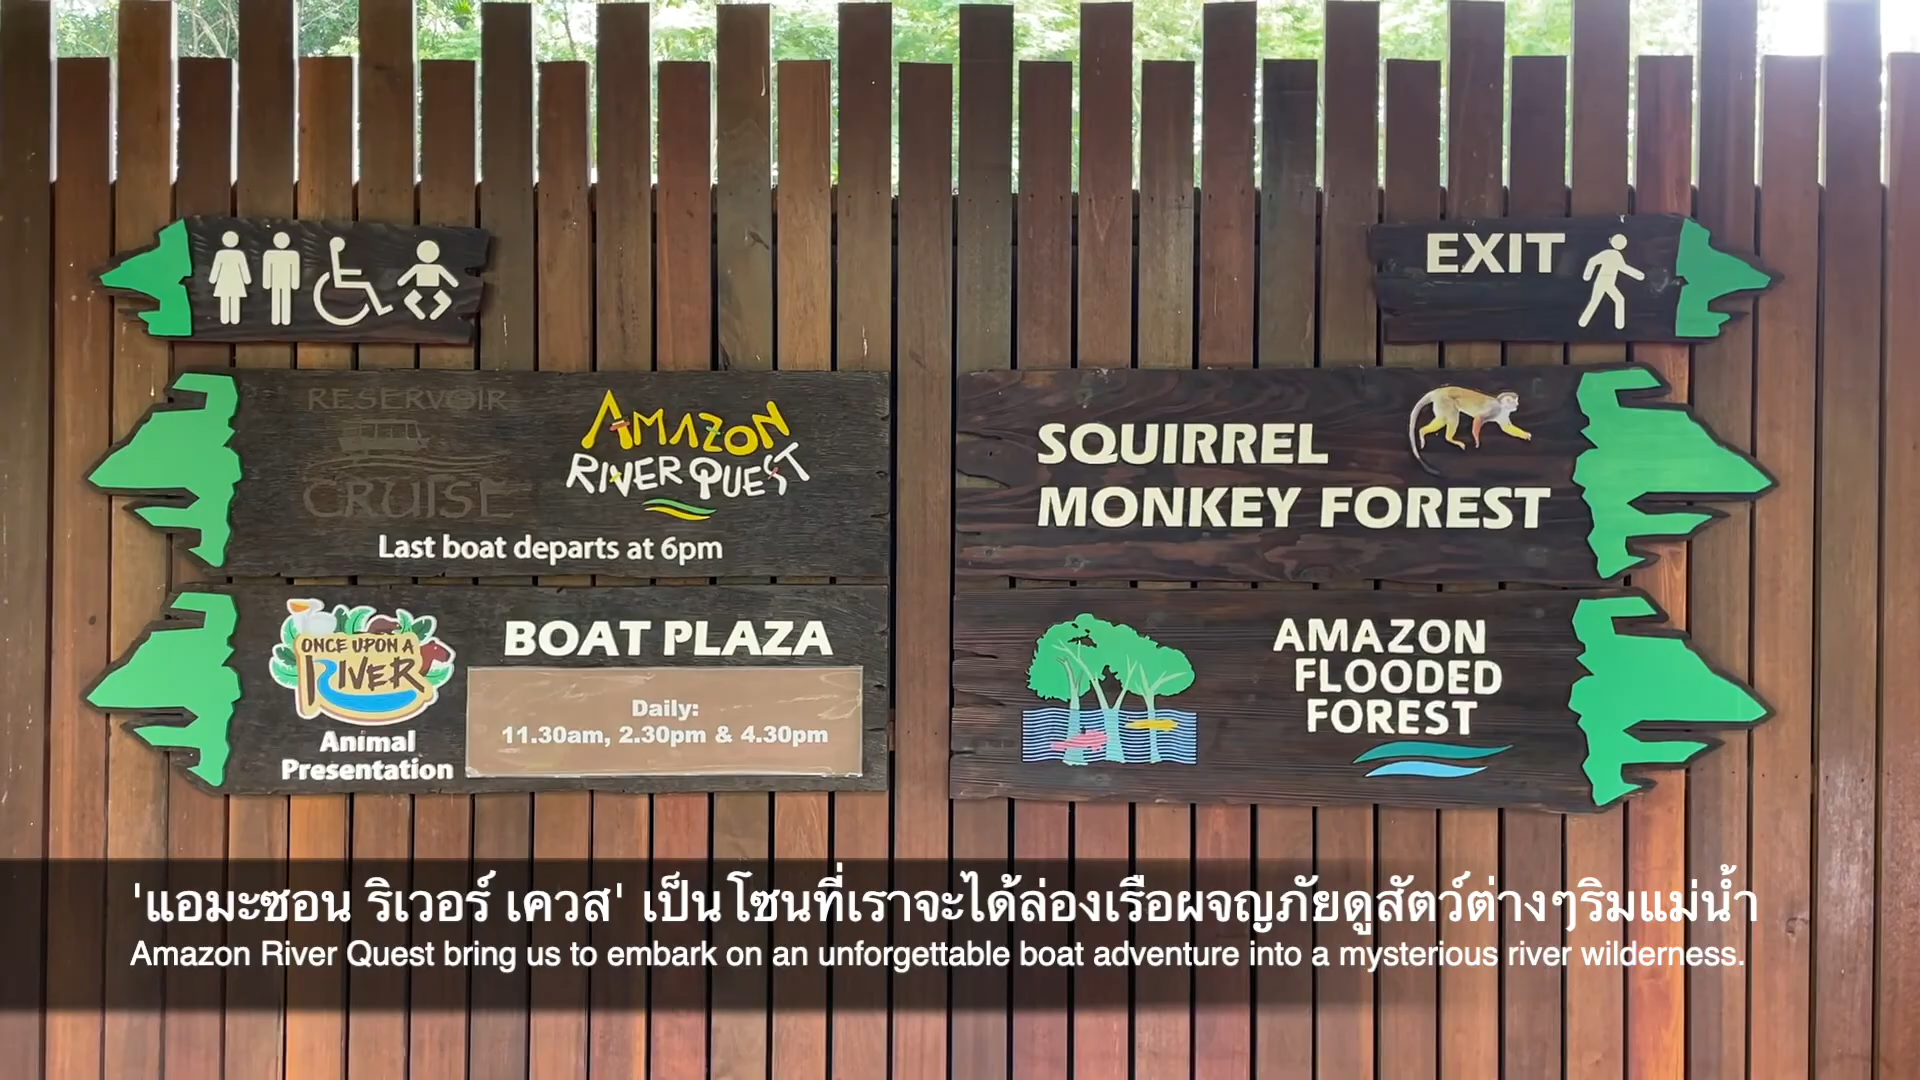 EXIT
RESERVOIR
CRUISE
AMAZON
RIVER QUEST
Last boat departs at 6pm
SQUIRREL
MONKEY FOREST
ONCE UPON A
RIVER
Animal
Presentation
BOAT PLAZA
Daily:
11.30am, 2.30pm & 4.30pm
AMAZON
FLOODED
FOREST
'แอมะซอน ริเวอร์ เควส' เป็นโซนที่เราจะได้ล่องเรือผจญภัยดูสัตว์ต่างๆริมแม่น้ำ
Amazon River Quest bring us to embark on an unforgettable boat adventure into a mysterious river wilderness.